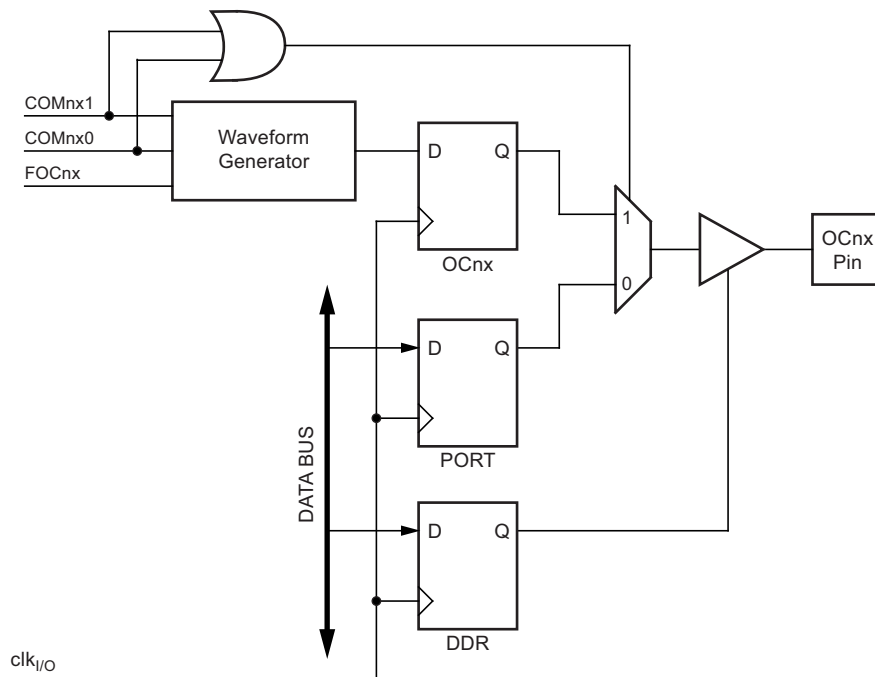 COMnx1
COMnx0
FOCnx
Waveform
Generator
D
Q
OCnx
1
0
OCnx
Pin
D
Q
PORT
DATA BUS
D
Q
DDR
clkI/O